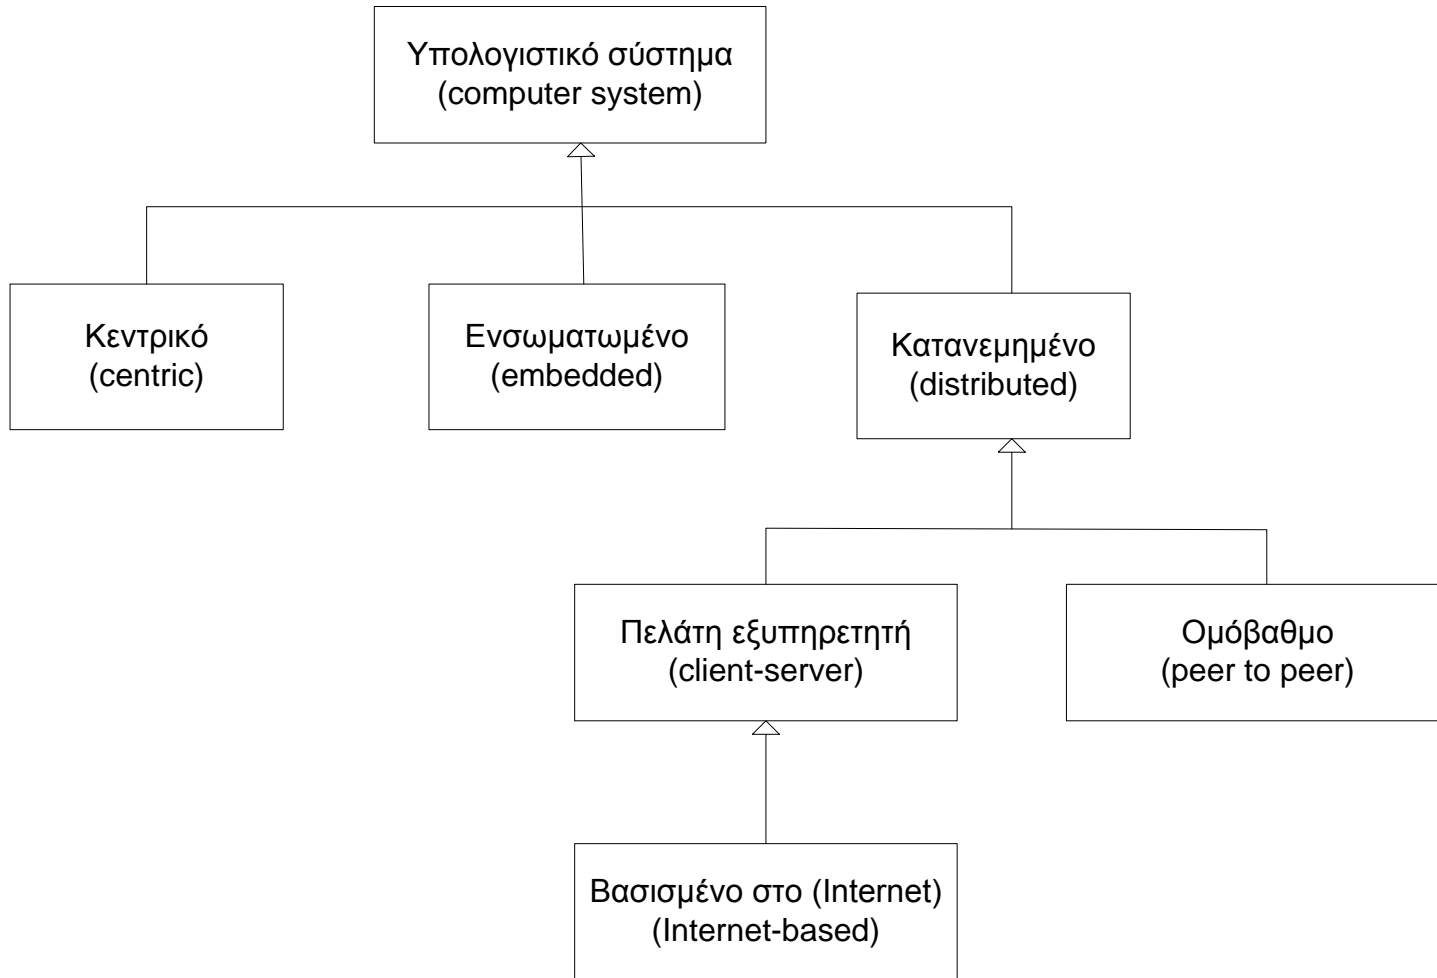 Υπολογιστικό σύστημα
(computer system)
Κεντρικό
(centric)
Ενσωματωμένο
(embedded)
Κατανεμημένο
(distributed)
Πελάτη εξυπηρετητή
(client-server)
Ομόβαθμο
(peer to peer)
Βασισμένο στο (Internet)
(Internet-based)